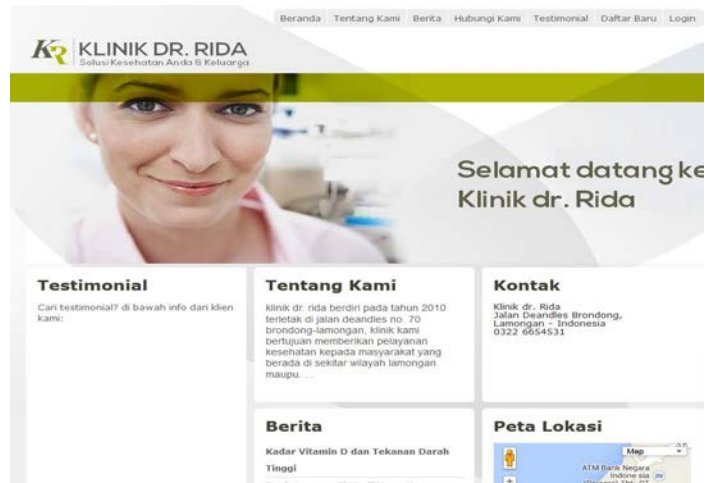 Beranda Tentang Kami Berita Hubungi Kami Testimonial Daftar Baru Login
KR KLINIK DR. RIDA
Solusi Kesehatan Anda & Keluarga
Selamat datang ke
Klinik dr. Rida
Testimonial
Cari testimonial? di bawah info dari klien
kami:
Tentang Kami
klinik dr. rida berdiri pada tahun 2010
terletak di jalan deandles no. 70
brondong-lamongan, klinik kami
bertujuan memberikan pelayanan
kesehatan kepada masyarakat yang
berada di sekitar wilayah lamongan
maupu. . .
Kontak
Klinik dr. Rida
Jalan Deandles Brondong,
Lamongan - Indonesia
0322 6654531
Berita
Kadar Vitamin D dan Tekanan Darah
Tinggi
Peta Lokasi
Map
ATM Bank Negara
Indone sia